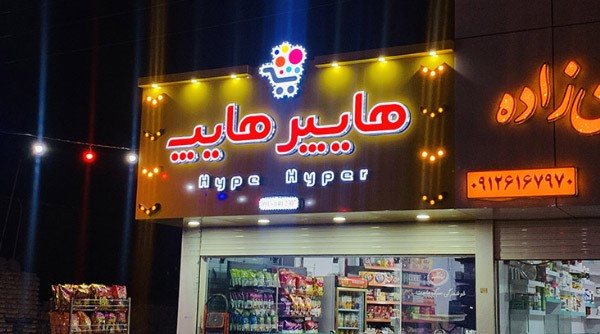 هایپر هایپ
Hype Hyper
ی‌زاده
۰۹۱۲۶۱۶۷۹۷۰